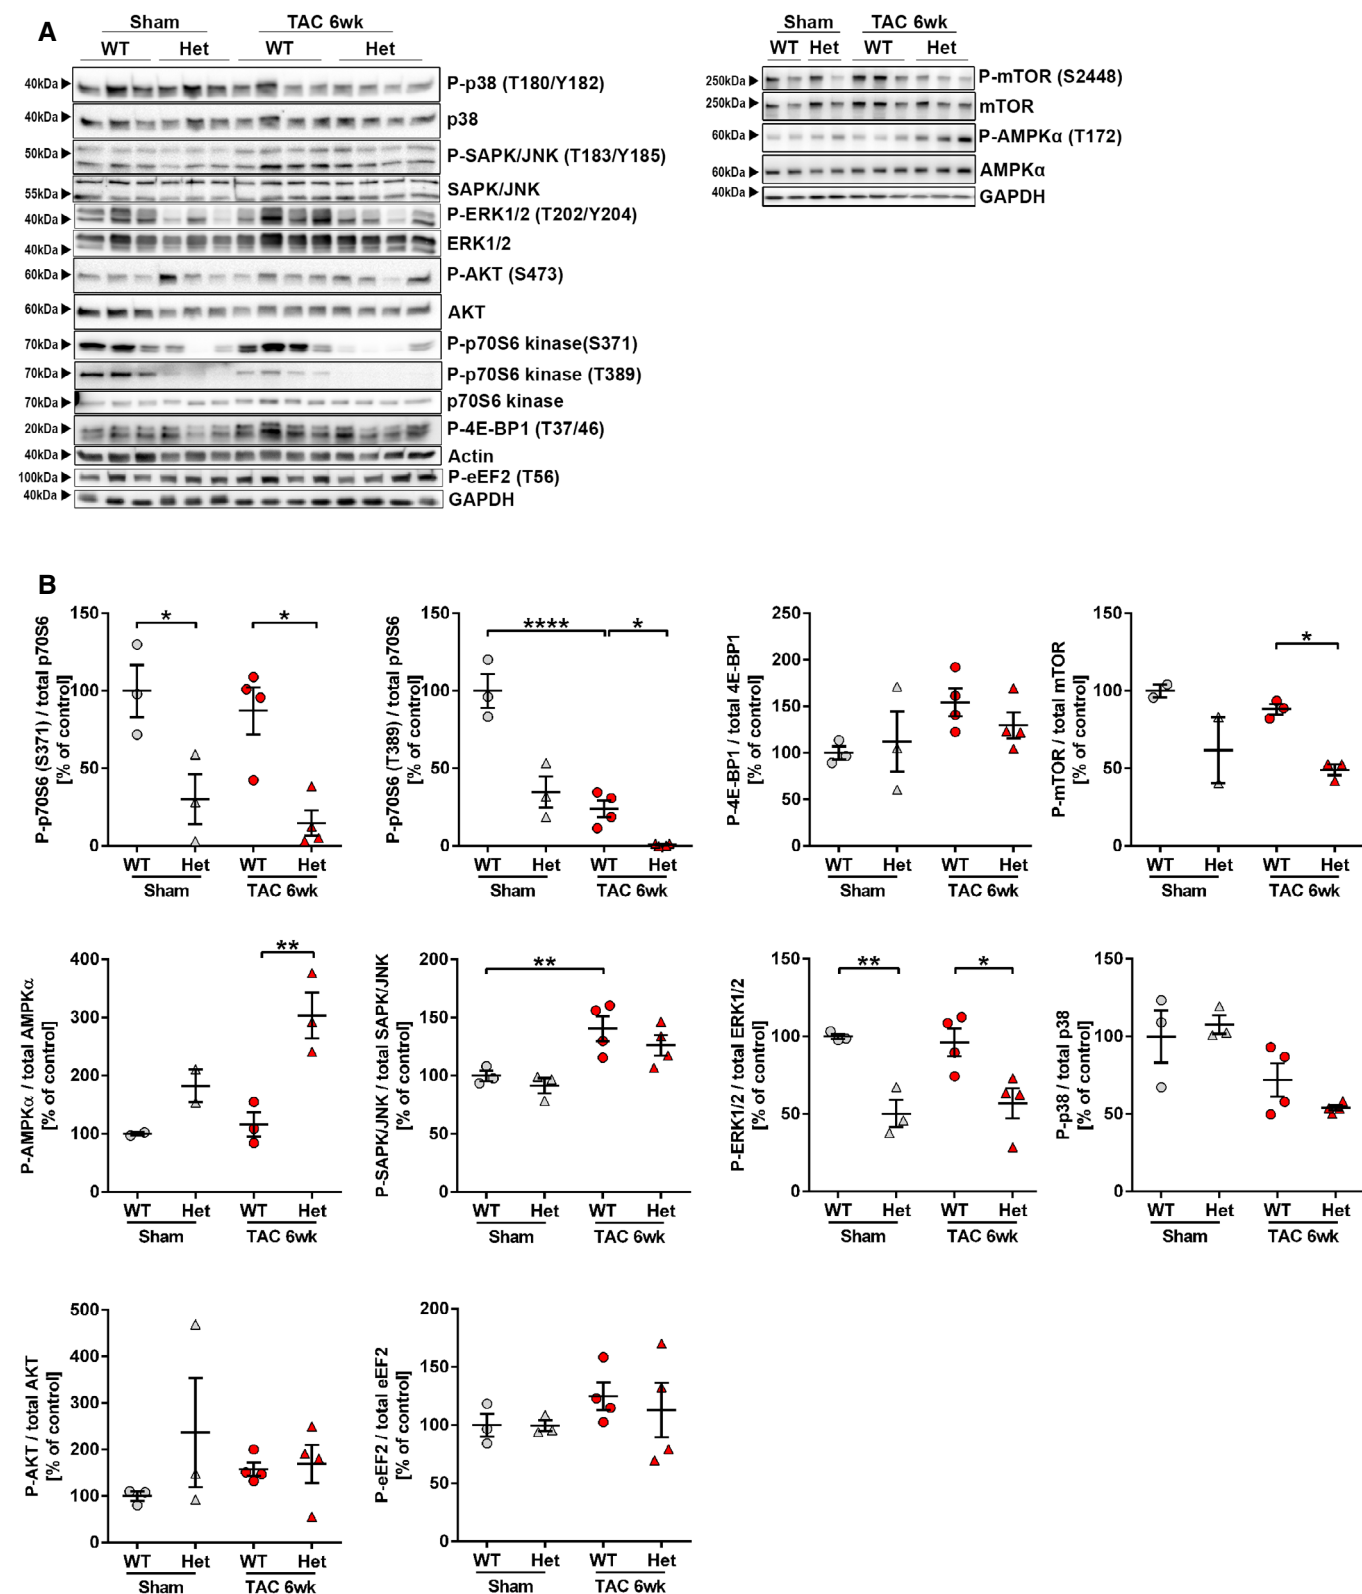 A
Sham TAC 6wk
WT Het WT Het
40kDa P-p38 (T180/Y182)
40kDa p38
50kDa P-SAPK/JNK (T183/Y185)
55kDa SAPK/JNK
40kDa P-ERK1/2 (T202/Y204)
40kDa ERK1/2
60kDa P-AKT (S473)
60kDa AKT
70kDa P-p70S6 kinase(S371)
70kDa P-p70S6 kinase (T389)
70kDa p70S6 kinase
20kDa P-4E-BP1 (T37/46)
40kDa Actin
100kDa P-eEF2 (T56)
40kDa GAPDH
Sham TAC 6wk
WT Het WT Het
250kDa P-mTOR (S2448)
250kDa mTOR
60kDa P-AMPKα (T172)
60kDa AMPKα
40kDa GAPDH
B
P-p70S6 (S371) / total p70S6
[% of control]
150
100
50
0
* *
WT Het WT Het
Sham TAC 6wk
P-p70S6 (T389) / total p70S6
[% of control]
150
100
50
0
**** *
WT Het WT Het
Sham TAC 6wk
P-4E-BP1 / total 4E-BP1
[% of control]
250
200
150
100
50
0
WT Het WT Het
Sham TAC 6wk
P-mTOR / total mTOR
[% of control]
150
100
50
0
*
WT Het WT Het
Sham TAC 6wk
P-AMPKα / total AMPKα
[% of control]
400
300
200
100
0
**
WT Het WT Het
Sham TAC 6wk
P-SAPK/JNK / total SAPK/JNK
[% of control]
200
150
100
50
0
**
WT Het WT Het
Sham TAC 6wk
P-ERK1/2 / total ERK1/2
[% of control]
150
100
50
0
** *
WT Het WT Het
Sham TAC 6wk
P-p38 / total p38
[% of control]
150
100
50
0
WT Het WT Het
Sham TAC 6wk
P-AKT / total AKT
[% of control]
500
400
300
200
100
0
WT Het WT Het
Sham TAC 6wk
P-eEF2 / total eEF2
[% of control]
200
150
100
50
0
WT Het WT Het
Sham TAC 6wk